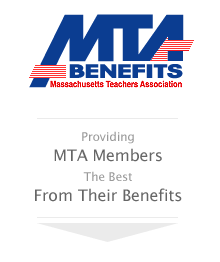 MTA
BENEFITS
Massachusetts Teachers Association
Providing
MTA Members
The Best
From Their Benefits